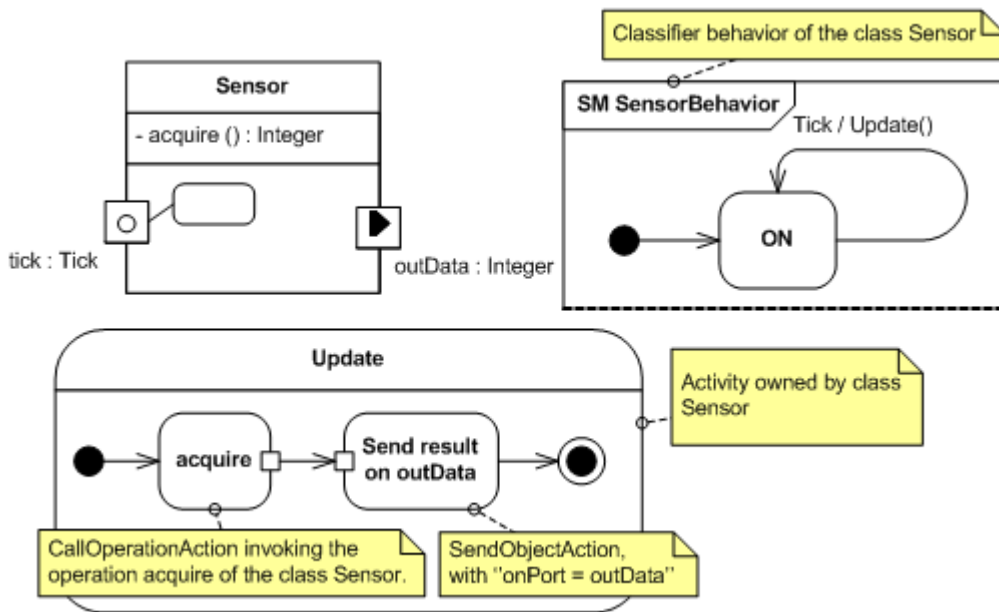 Classifier behavior of the class Sensor
Sensor
- acquire () : Integer
tick : Tick
outData : Integer
SM SensorBehavior
Tick / Update()
ON
Update
acquire
Send result
on outData
Activity owned by class
Sensor
CallOperationAction invoking the
operation acquire of the class Sensor.
SendObjectAction,
with ''onPort = outData''